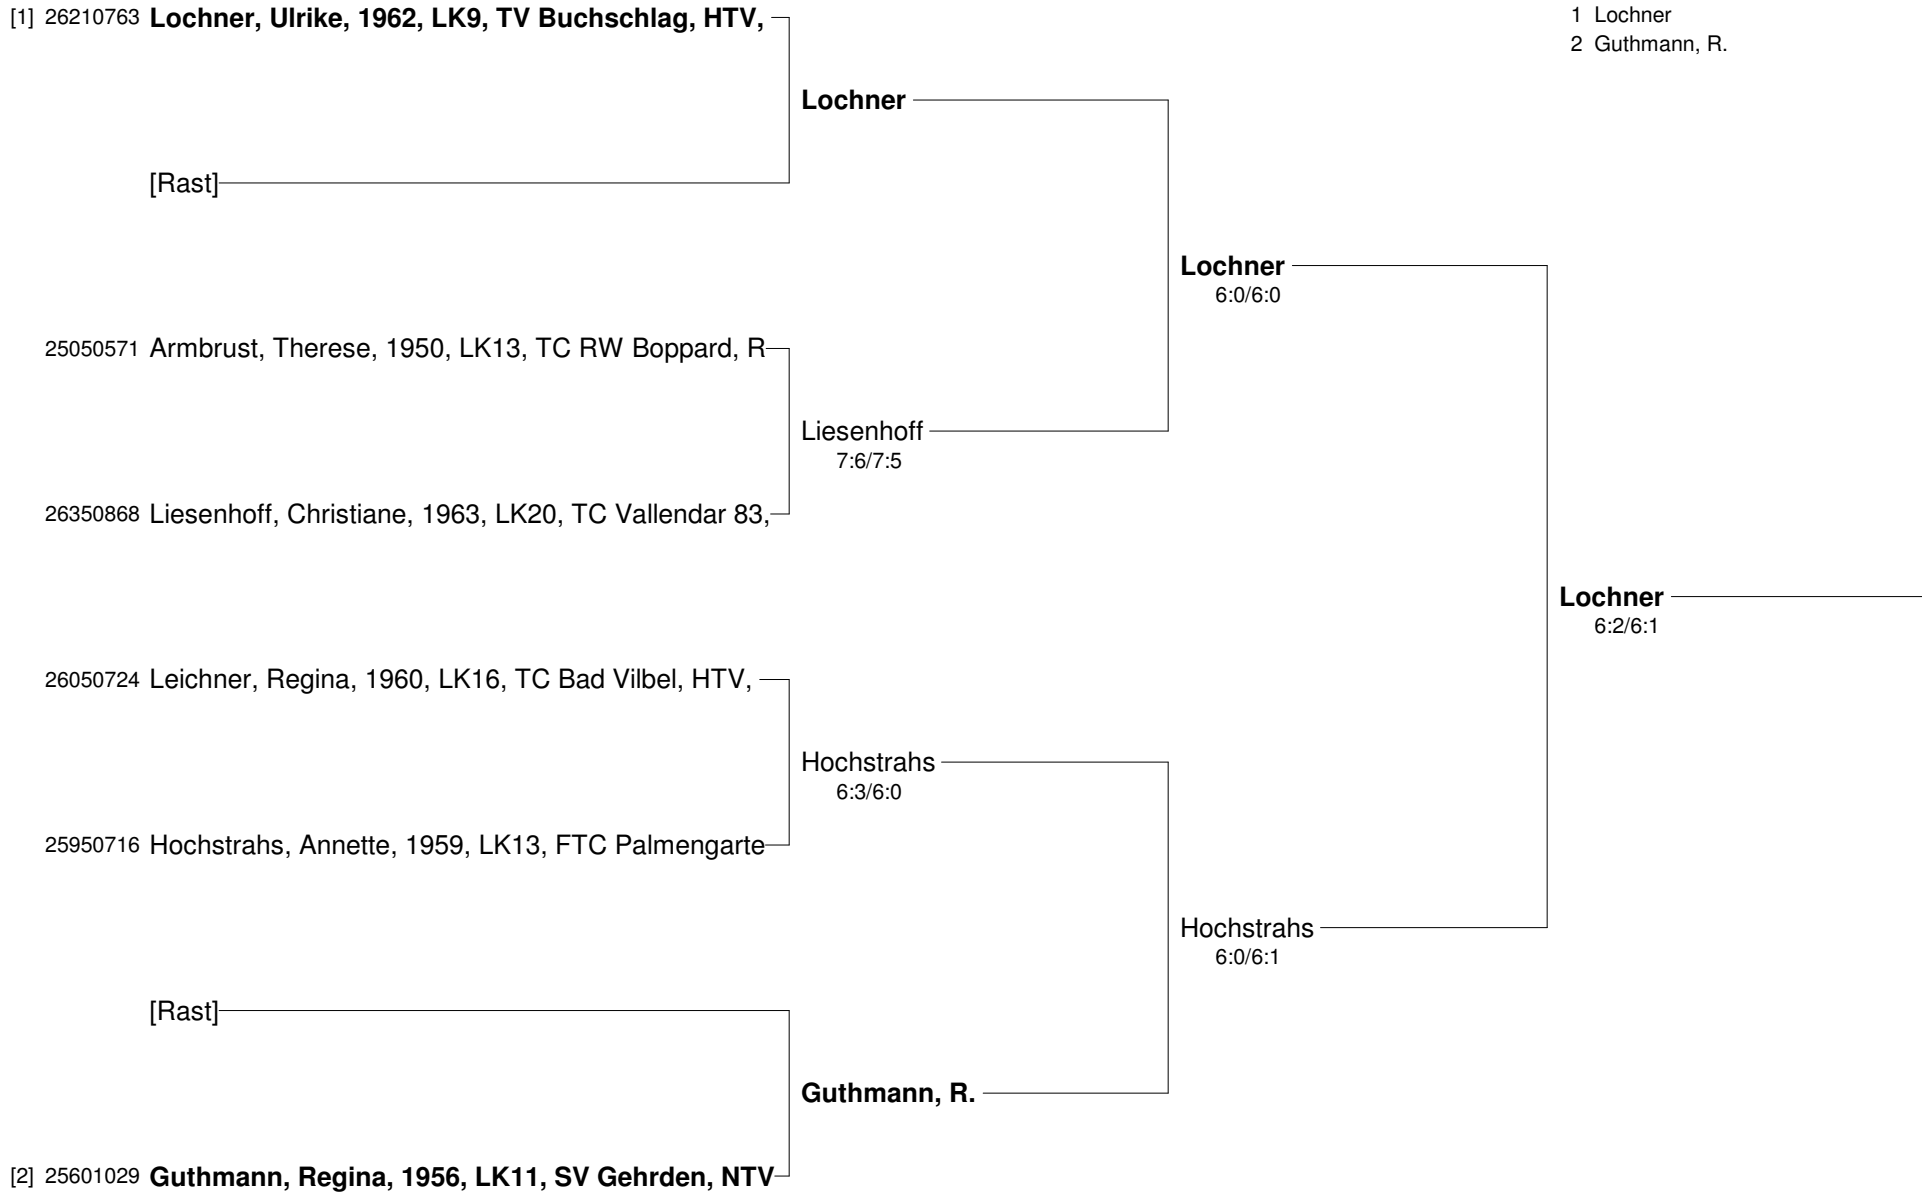 [1] 26210763 Lochner, Ulrike, 1962, LK9, TV Buchschlag, HTV,
1 Lochner
2 Guthmann, R.
Lochner
[Rast]
Lochner
6:0/6:0
25050571 Armbrust, Therese, 1950, LK13, TC RW Boppard, R
Liesenhoff
7:6/7:5
26350868 Liesenhoff, Christiane, 1963, LK20, TC Vallendar 83,
Lochner
6:2/6:1
26050724 Leichner, Regina, 1960, LK16, TC Bad Vilbel, HTV,
Hochstrahs
6:3/6:0
25950716 Hochstrahs, Annette, 1959, LK13, FTC Palmengarte
Hochstrahs
6:0/6:1
[Rast]
Guthmann, R.
[2] 25601029 Guthmann, Regina, 1956, LK11, SV Gehrden, NTV